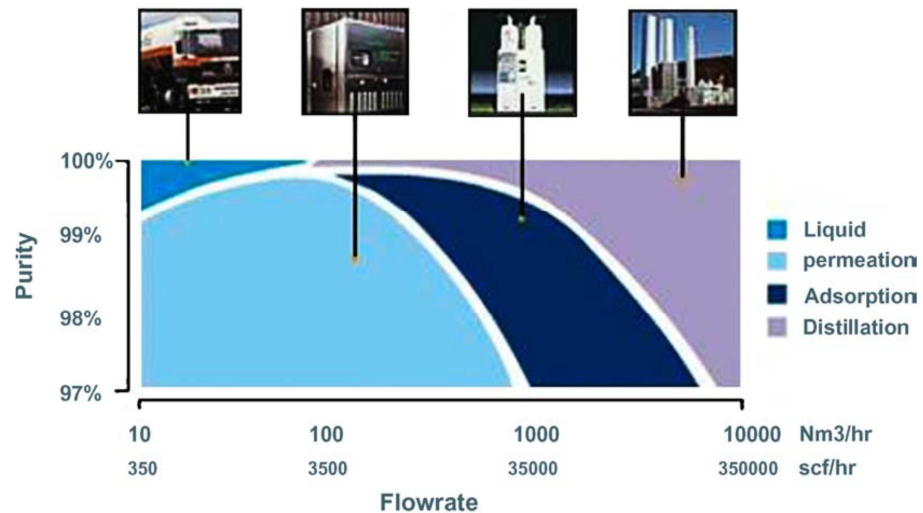 100%
99%
98%
97%
Purity
Liquid
permeation
Adsorption
Distillation
10 100 1000 10000 Nm3/hr
350 3500 35000 350000 scf/hr
Flowrate